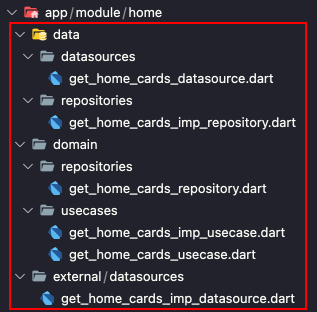 app/module/home
data
datasources
get_home_cards_datasource.dart
repositories
get_home_cards_imp_repository.dart
domain
repositories
get_home_cards_repository.dart
usecases
get_home_cards_imp_usecase.dart
get_home_cards_usecase.dart
external/datasources
get_home_cards_imp_datasource.dart